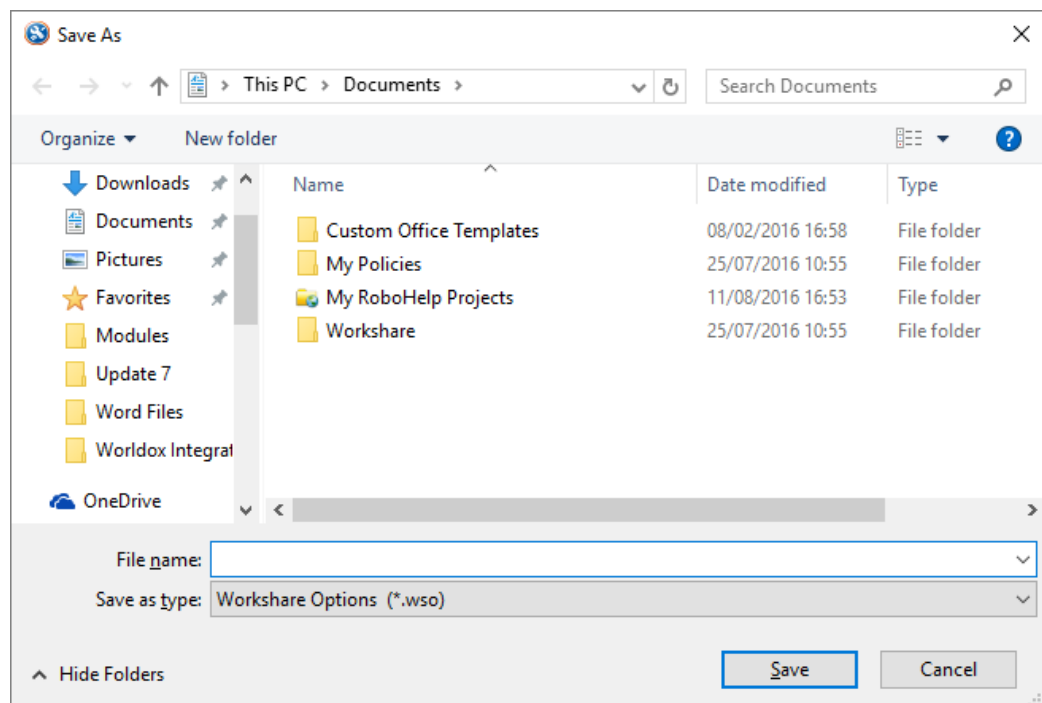 Save As
This PC > Documents >
Search Documents
Organize
New folder
Name
Date modified
Type
Downloads
Documents
Pictures
Favorites
Modules
Update 7
Word Files
Worldox Integrat
OneDrive
Custom Office Templates 08/02/2016 16:58 File folder
My Policies 25/07/2016 10:55 File folder
My RoboHelp Projects 11/08/2016 16:53 File folder
Workshare 25/07/2016 10:55 File folder
File name:
Save as type: Workshare Options (*.wso)
Hide Folders
Save
Cancel